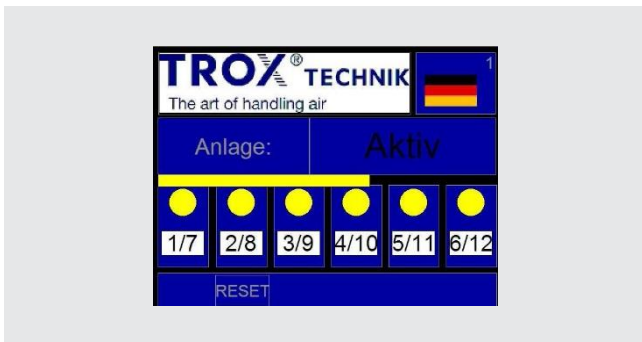 TROX® TECHNIK 1
The art of handling air
Anlage: Aktiv
1/7 2/8 3/9 4/10 5/11 6/12
RESET